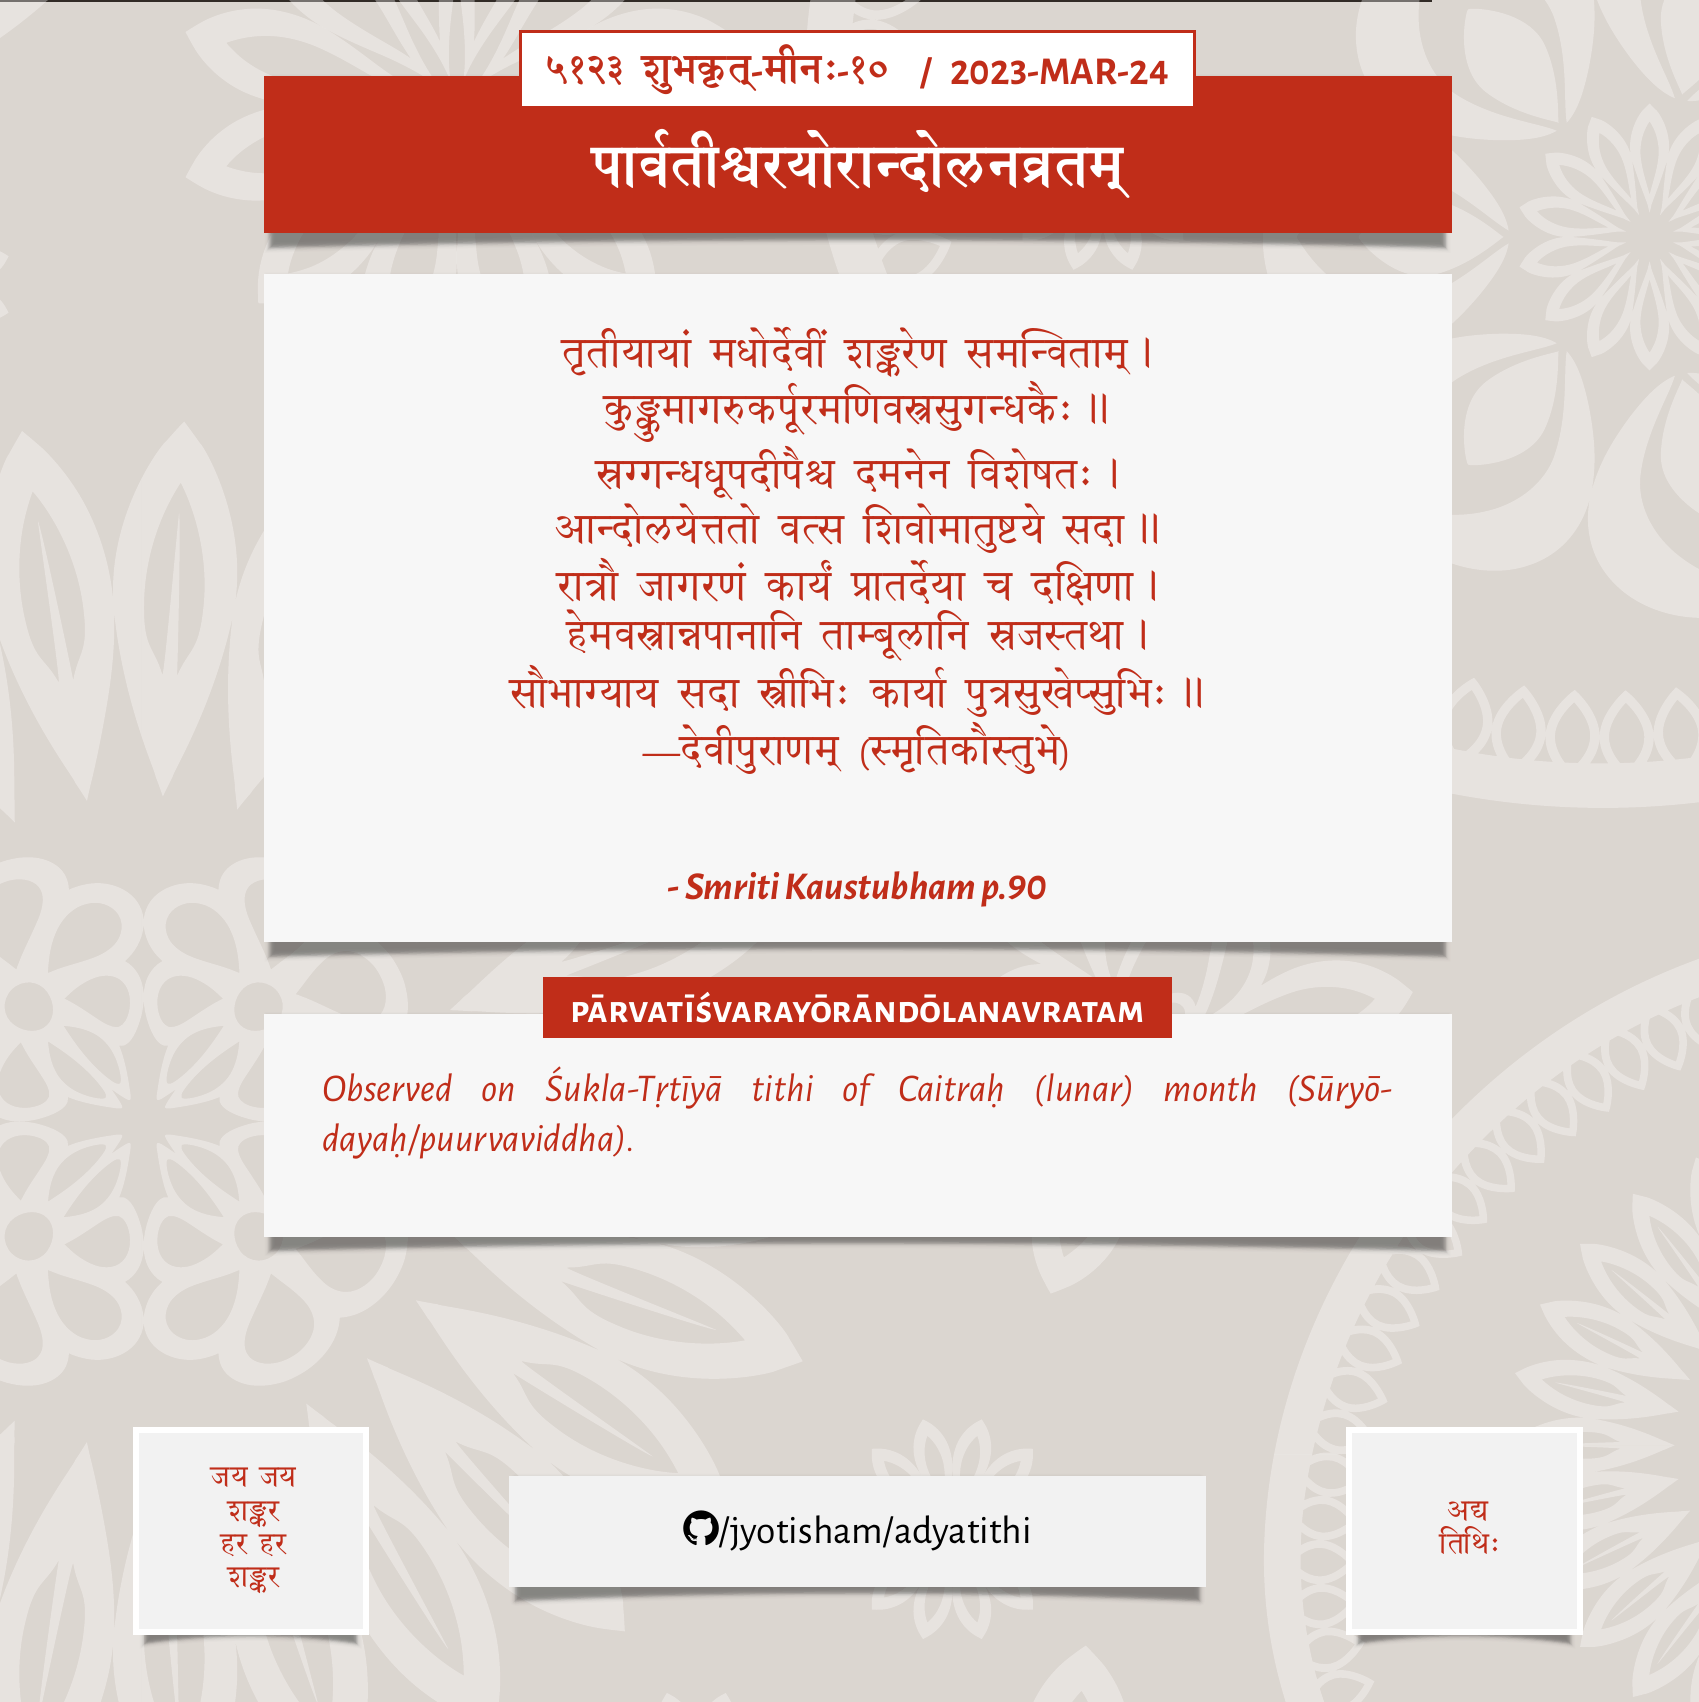 ५१२३ शुभकृत्-मीनः-१० / 2023-MAR-24
पार्वतीश्वरयोरान्दोलनव्रतम्
तृतीयायां मधोर्देवीं शङ्करेण समन्विताम्।
कुङ्कुमागरुकर्पूरमणिवस्त्रसुगन्धकैः ॥
स्रग्गन्धधूपदीपैश्च दमनेन विशेषतः ।
आन्दोलयेत्ततो वत्स शिवोमातुष्टये सदा॥
रात्रौ जागरणं कार्यं प्रातर्देया च दक्षिणा।
हेमवस्त्रान्नपानानि ताम्बूलानि स्रजस्तथा।
सौभाग्याय सदा स्त्रीभिः कार्या पुत्रसुखेप्सुभिः ॥
—देवीपुराणम् (स्मृतिकौस्तुभे)
- Smriti Kaustubham p.90
PĀRVATĪŚVARAYŌRĀNDŌLANAVRATAM
Observed on Śukla-Tṛtīyā tithi of Caitraḥ (lunar) month (Sūryō-
dayaḥ/puurvaviddha).
जय जय
शङ्कर
हर हर
शङ्कर
/jyotisham/adyatithi
अद्य
तिथिः